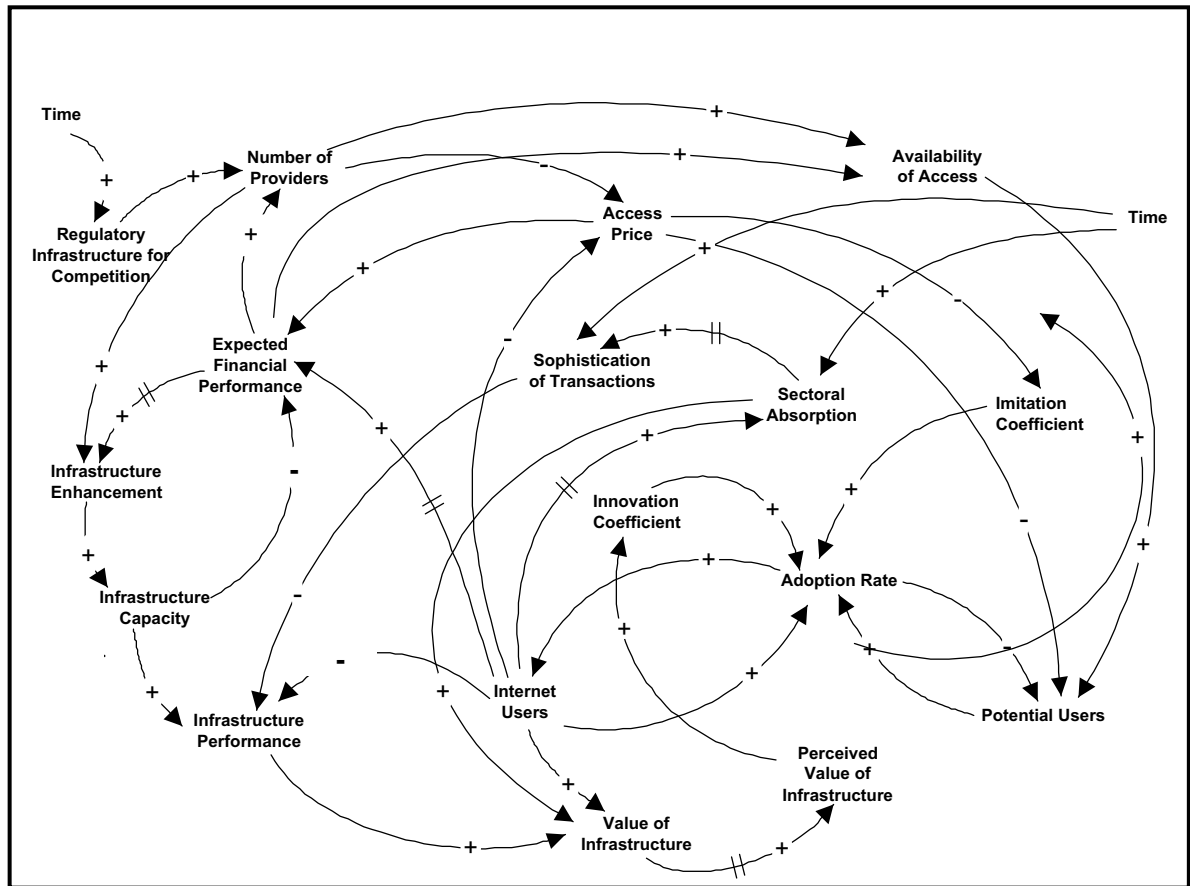 Time
Number of
Providers
Availability
of Access
Access
Price
Time
Regulatory
Infrastructure for
Competition
Expected
Financial
Performance
Sophistication
of Transactions
Sectoral
Absorption
Imitation
Coefficient
Infrastructure
Enhancement
Innovation
Coefficient
Adoption Rate
Infrastructure
Capacity
Internet
Users
Potential Users
Infrastructure
Performance
Perceived
Value of
Infrastructure
Value of
Infrastructure